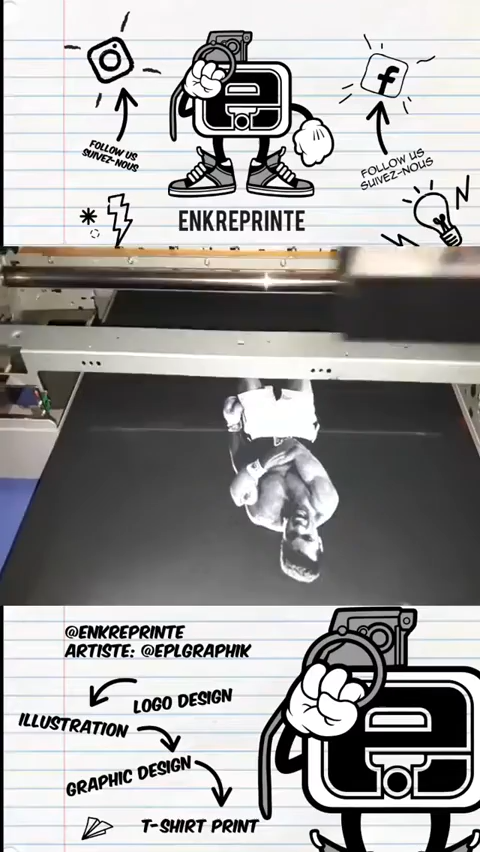 FOLLOW US
SUIVEZ-NOUS
FOLLOW US
SUIVEZ-NOUS
ENKREPRINTE
@ENKREPRINTE
ARTISTE: @EPLGRAPHIK
LOGO DESIGN
ILLUSTRATION
GRAPHIC DESIGN
T-SHIRT PRINT